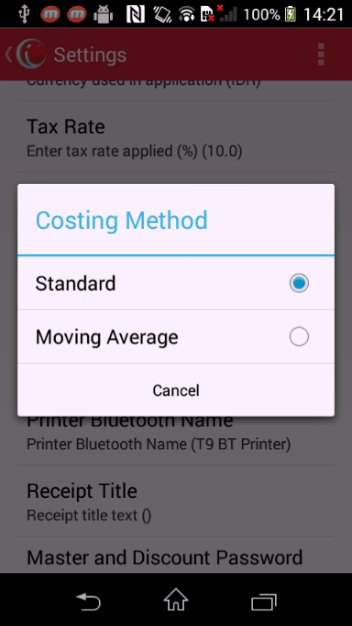 100% 14:21
Settings
Currency used in application (IDR)
Tax Rate
Enter tax rate applied (%) (10.0)
Costing Method
Standard
Moving Average
Cancel
Printer Bluetooth Name
Printer Bluetooth Name (T9 BT Printer)
Receipt Title
Receipt title text ()
Master and Discount Password